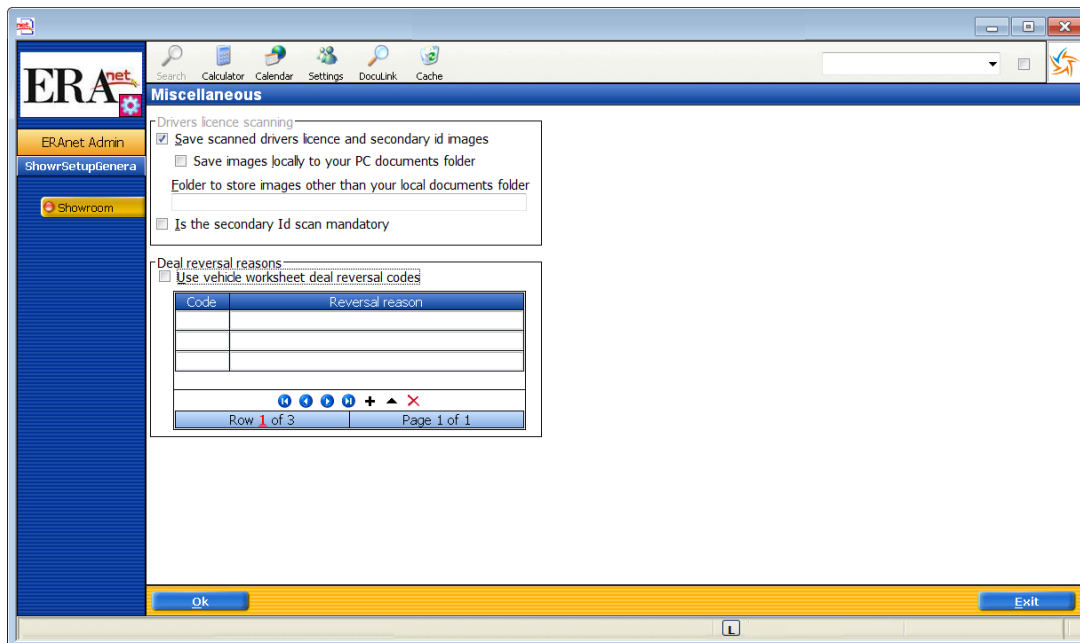 net
ERAnet
Search Calculator Calendar Settings DocuLink Cache
Miscellaneous
ERAnet Admin
ShowrSetupGenera
Showroom
Drivers licence scanning
Save scanned drivers licence and secondary id images
Save images locally to your PC documents folder
Folder to store images other than your local documents folder
Is the secondary Id scan mandatory
Deal reversal reasons
Use vehicle worksheet deal reversal codes
Code Reversal reason
Row 1 of 3 Page 1 of 1
Ok Exit
L